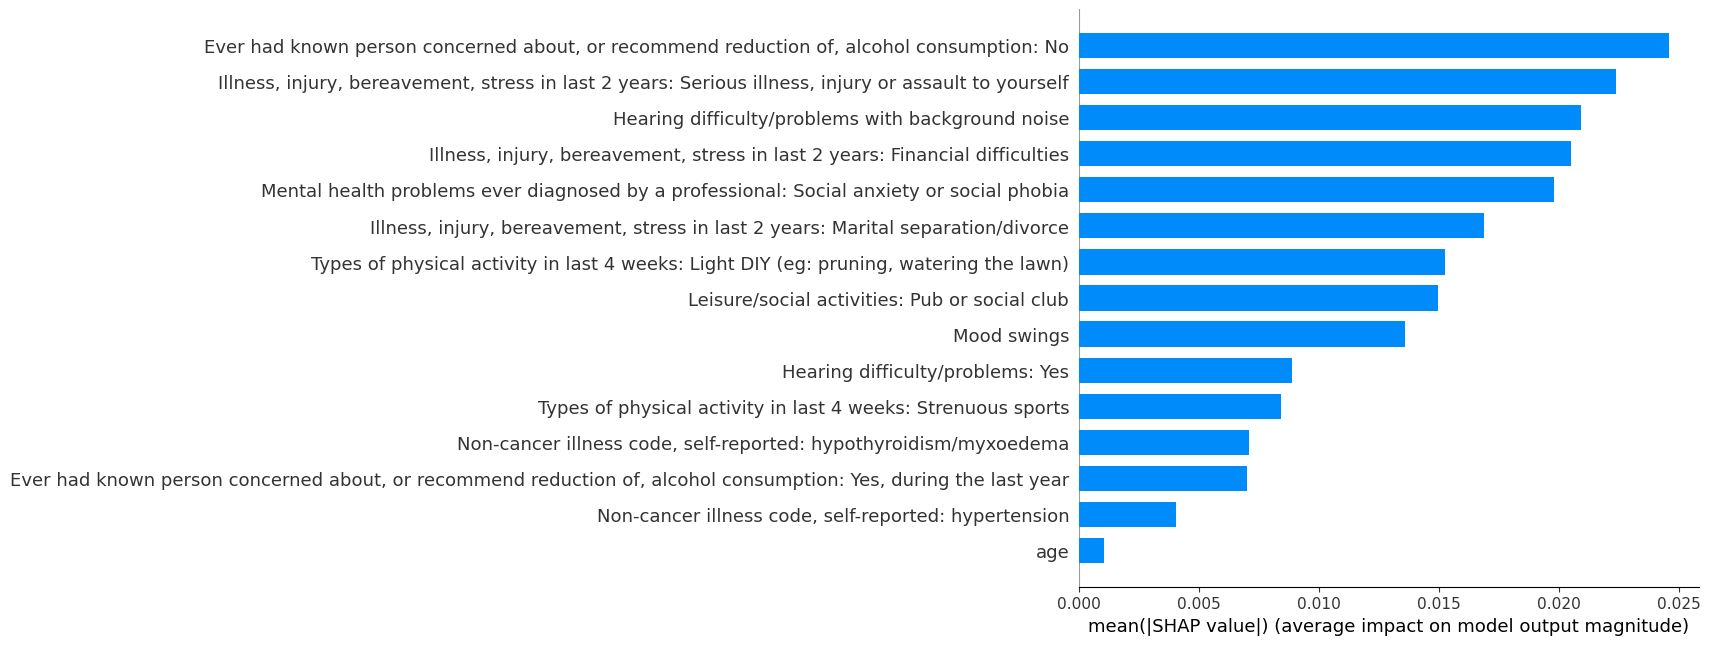 Ever had known person concerned about, or recommend reduction of, alcohol consumption: No
Illness, injury, bereavement, stress in last 2 years: Serious illness, injury or assault to yourself
Hearing difficulty/problems with background noise
Illness, injury, bereavement, stress in last 2 years: Financial difficulties
Mental health problems ever diagnosed by a professional: Social anxiety or social phobia
Illness, injury, bereavement, stress in last 2 years: Marital separation/divorce
Types of physical activity in last 4 weeks: Light DIY (eg: pruning, watering the lawn)
Leisure/social activities: Pub or social club
Mood swings
Hearing difficulty/problems: Yes
Types of physical activity in last 4 weeks: Strenuous sports
Non-cancer illness code, self-reported: hypothyroidism/myxoedema
Ever had known person concerned about, or recommend reduction of, alcohol consumption: Yes, during the last year
Non-cancer illness code, self-reported: hypertension
age
0.000 0.005 0.010 0.015 0.020 0.025
mean(|SHAP value|) (average impact on model output magnitude)